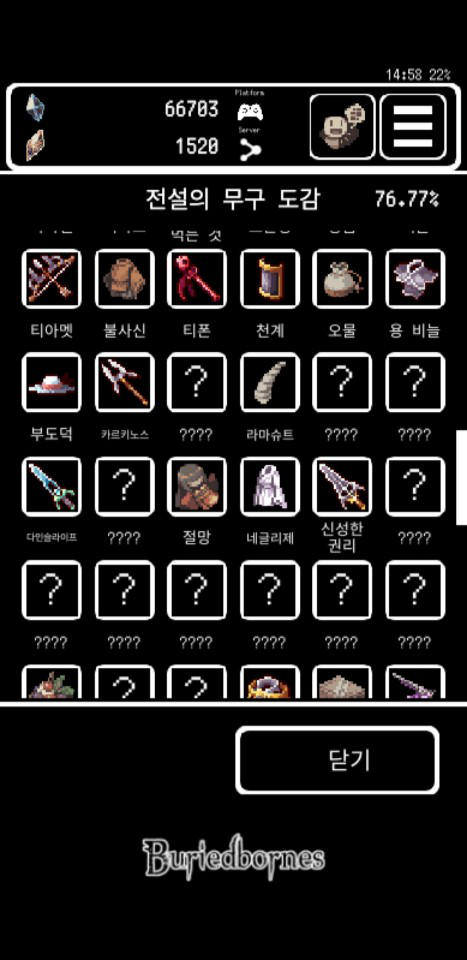 14:58 22%
Platform
66703
Server
1520
전설의 무구 도감 76.77%
먹는 것
티아멧 불사신 티폰 천계 오물 용 비늘
부도덕 카르키노스 ???? 라마슈트 ???? ????
다인슬라이프 ???? 절망 네글리제 신성한 권리 ????
???? ???? ???? ???? ???? ????
닫기
Buriedbornes